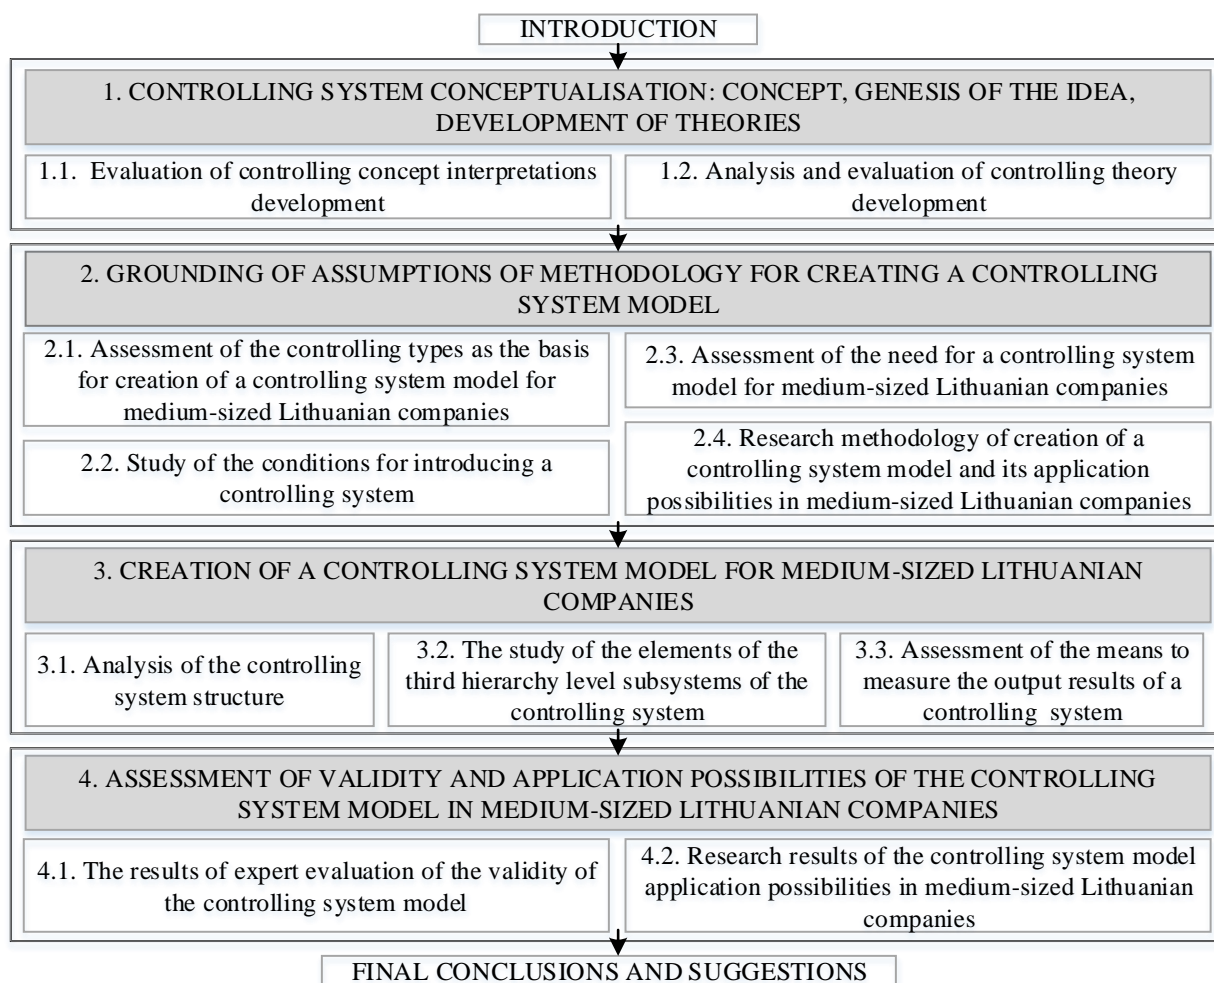 INTRODUCTION
1. CONTROLLING SYSTEM CONCEPTUALISATION: CONCEPT, GENESIS OF THE IDEA,
DEVELOPMENT OF THEORIES
1.1. Evaluation of controlling concept interpretations
development
1.2. Analysis and evaluation of controlling theory
development
2. GROUNDING OF ASSUMPTIONS OF METHODOLOGY FOR CREATING A CONTROLLING
SYSTEM MODEL
2.1. Assessment of the controlling types as the basis
for creation of a controlling system model for
medium-sized Lithuanian companies
2.2. Study of the conditions for introducing a
controlling system
2.3. Assessment of the need for a controlling system
model for medium-sized Lithuanian companies
2.4. Research methodology of creation of a
controlling system model and its application
possibilities in medium-sized Lithuanian companies
3. CREATION OF A CONTROLLING SYSTEM MODEL FOR MEDIUM-SIZED LITHUANIAN
COMPANIES
3.1. Analysis of the controlling
system structure
3.2. The study of the elements of the
third hierarchy level subsystems of the
controlling system
3.3. Assessment of the means to
measure the output results of a
controlling system
4. ASSESSMENT OF VALIDITY AND APPLICATION POSSIBILITIES OF THE CONTROLLING
SYSTEM MODEL IN MEDIUM-SIZED LITHUANIAN COMPANIES
4.1. The results of expert evaluation of the validity of
the controlling system model
4.2. Research results of the controlling system model
application possibilities in medium-sized Lithuanian
companies
FINAL CONCLUSIONS AND SUGGESTIONS